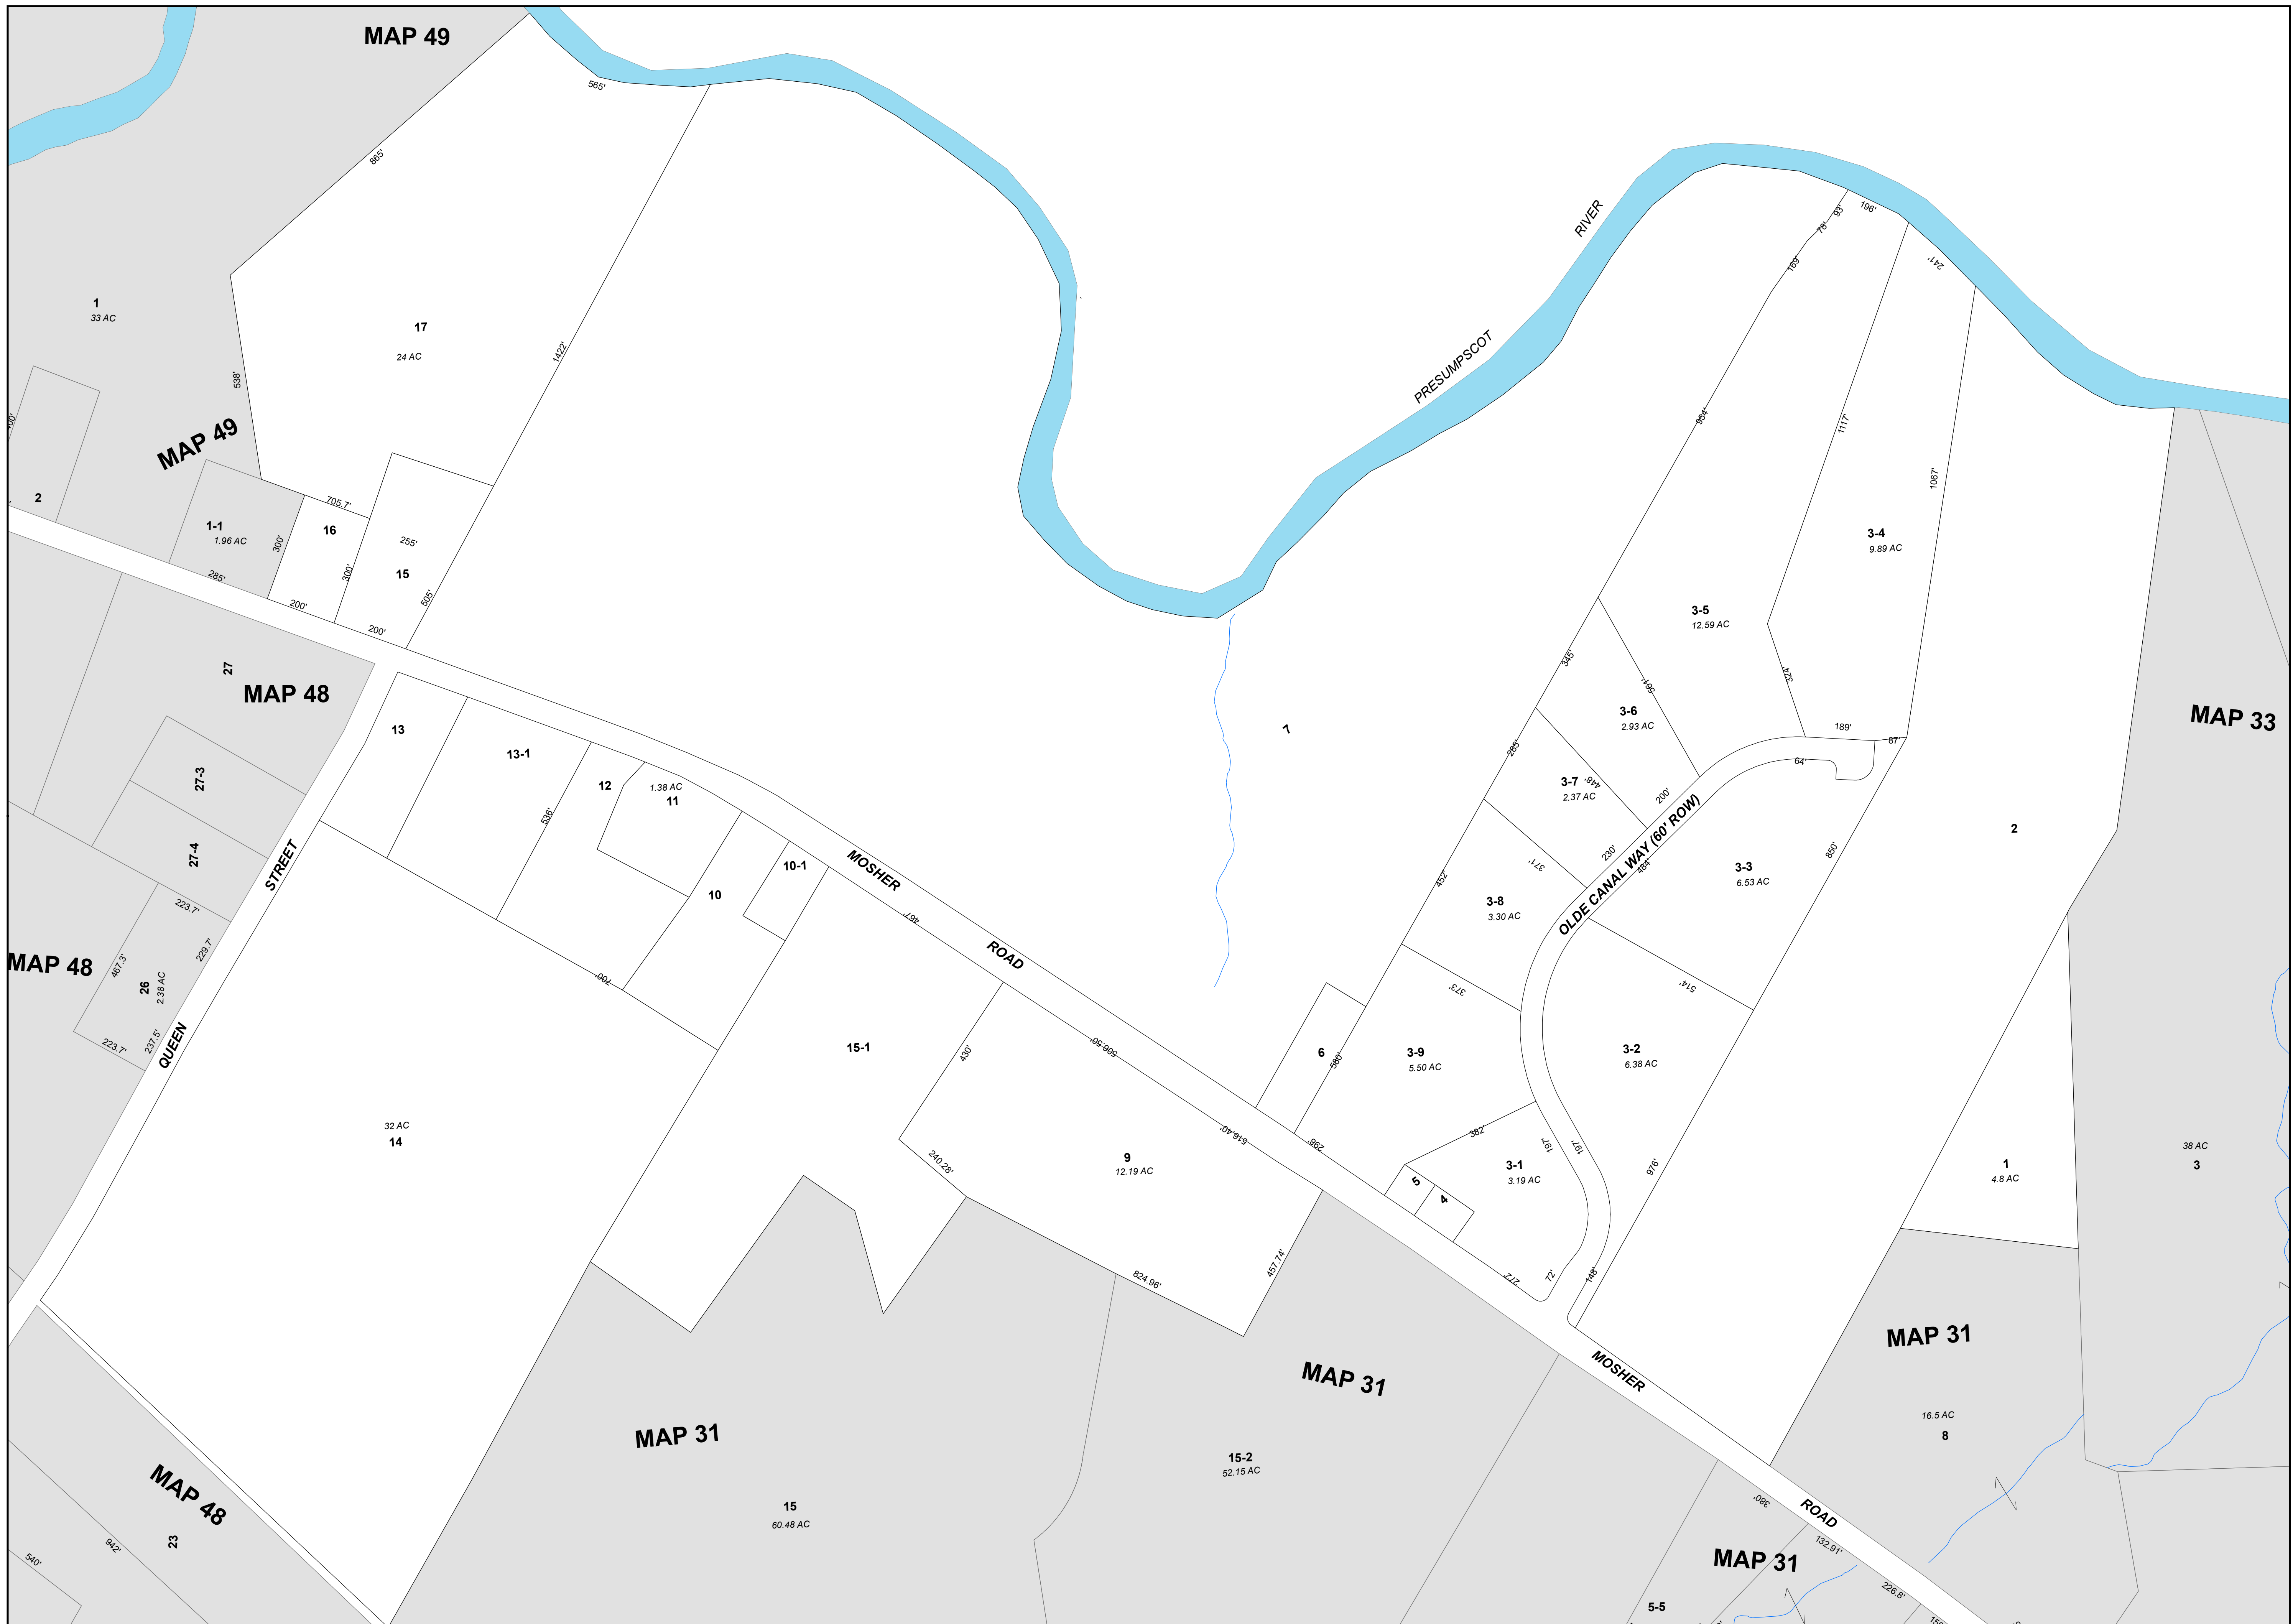 MAP 49
565'
865'
RIVER
93'
196'
78'
169'
241'
1
33 AC
17
24 AC
1422'
538'
PRESUMPSCOT
954'
1117'
MAP 49
1067'
2
705.7'
1-1
1.96 AC
16
300'
255'
300'
15
285'
200'
505'
200'
3-4
9.89 AC
3-5
12.59 AC
345'
324'
27
MAP 48
561'
3-6
2.93 AC
MAP 33
13
13-1
7
285'
189'
87'
64'
27-3
12
1.38 AC
11
3-7
2.37 AC
448'
200'
536'
2
27-4
STREET
MOSHER
10-1
10
230'
OLDE CANAL WAY (60' ROW)
484'
850'
371'
3-3
6.53 AC
452'
3-8
3.30 AC
223.7'
467'
229.7'
467.3'
MAP 48
26
2.38 AC
ROAD
700'
373'
514'
237.5'
223.7'
QUEEN
15-1
430'
506.50'
6
580'
3-9
5.50 AC
3-2
6.38 AC
32 AC
14
516.40'
298'
382'
197'
197'
240.28'
9
12.19 AC
5
4
3-1
3.19 AC
976'
1
4.8 AC
38 AC
3
824.96'
457.74'
272'
72'
148'
MAP 31
MAP 31
MOSHER
MAP 31
16.5 AC
8
15-2
52.15 AC
MAP 48
15
60.48 AC
380'
ROAD
23
942'
540'
132.91'
MAP 31
226.8'
5-5